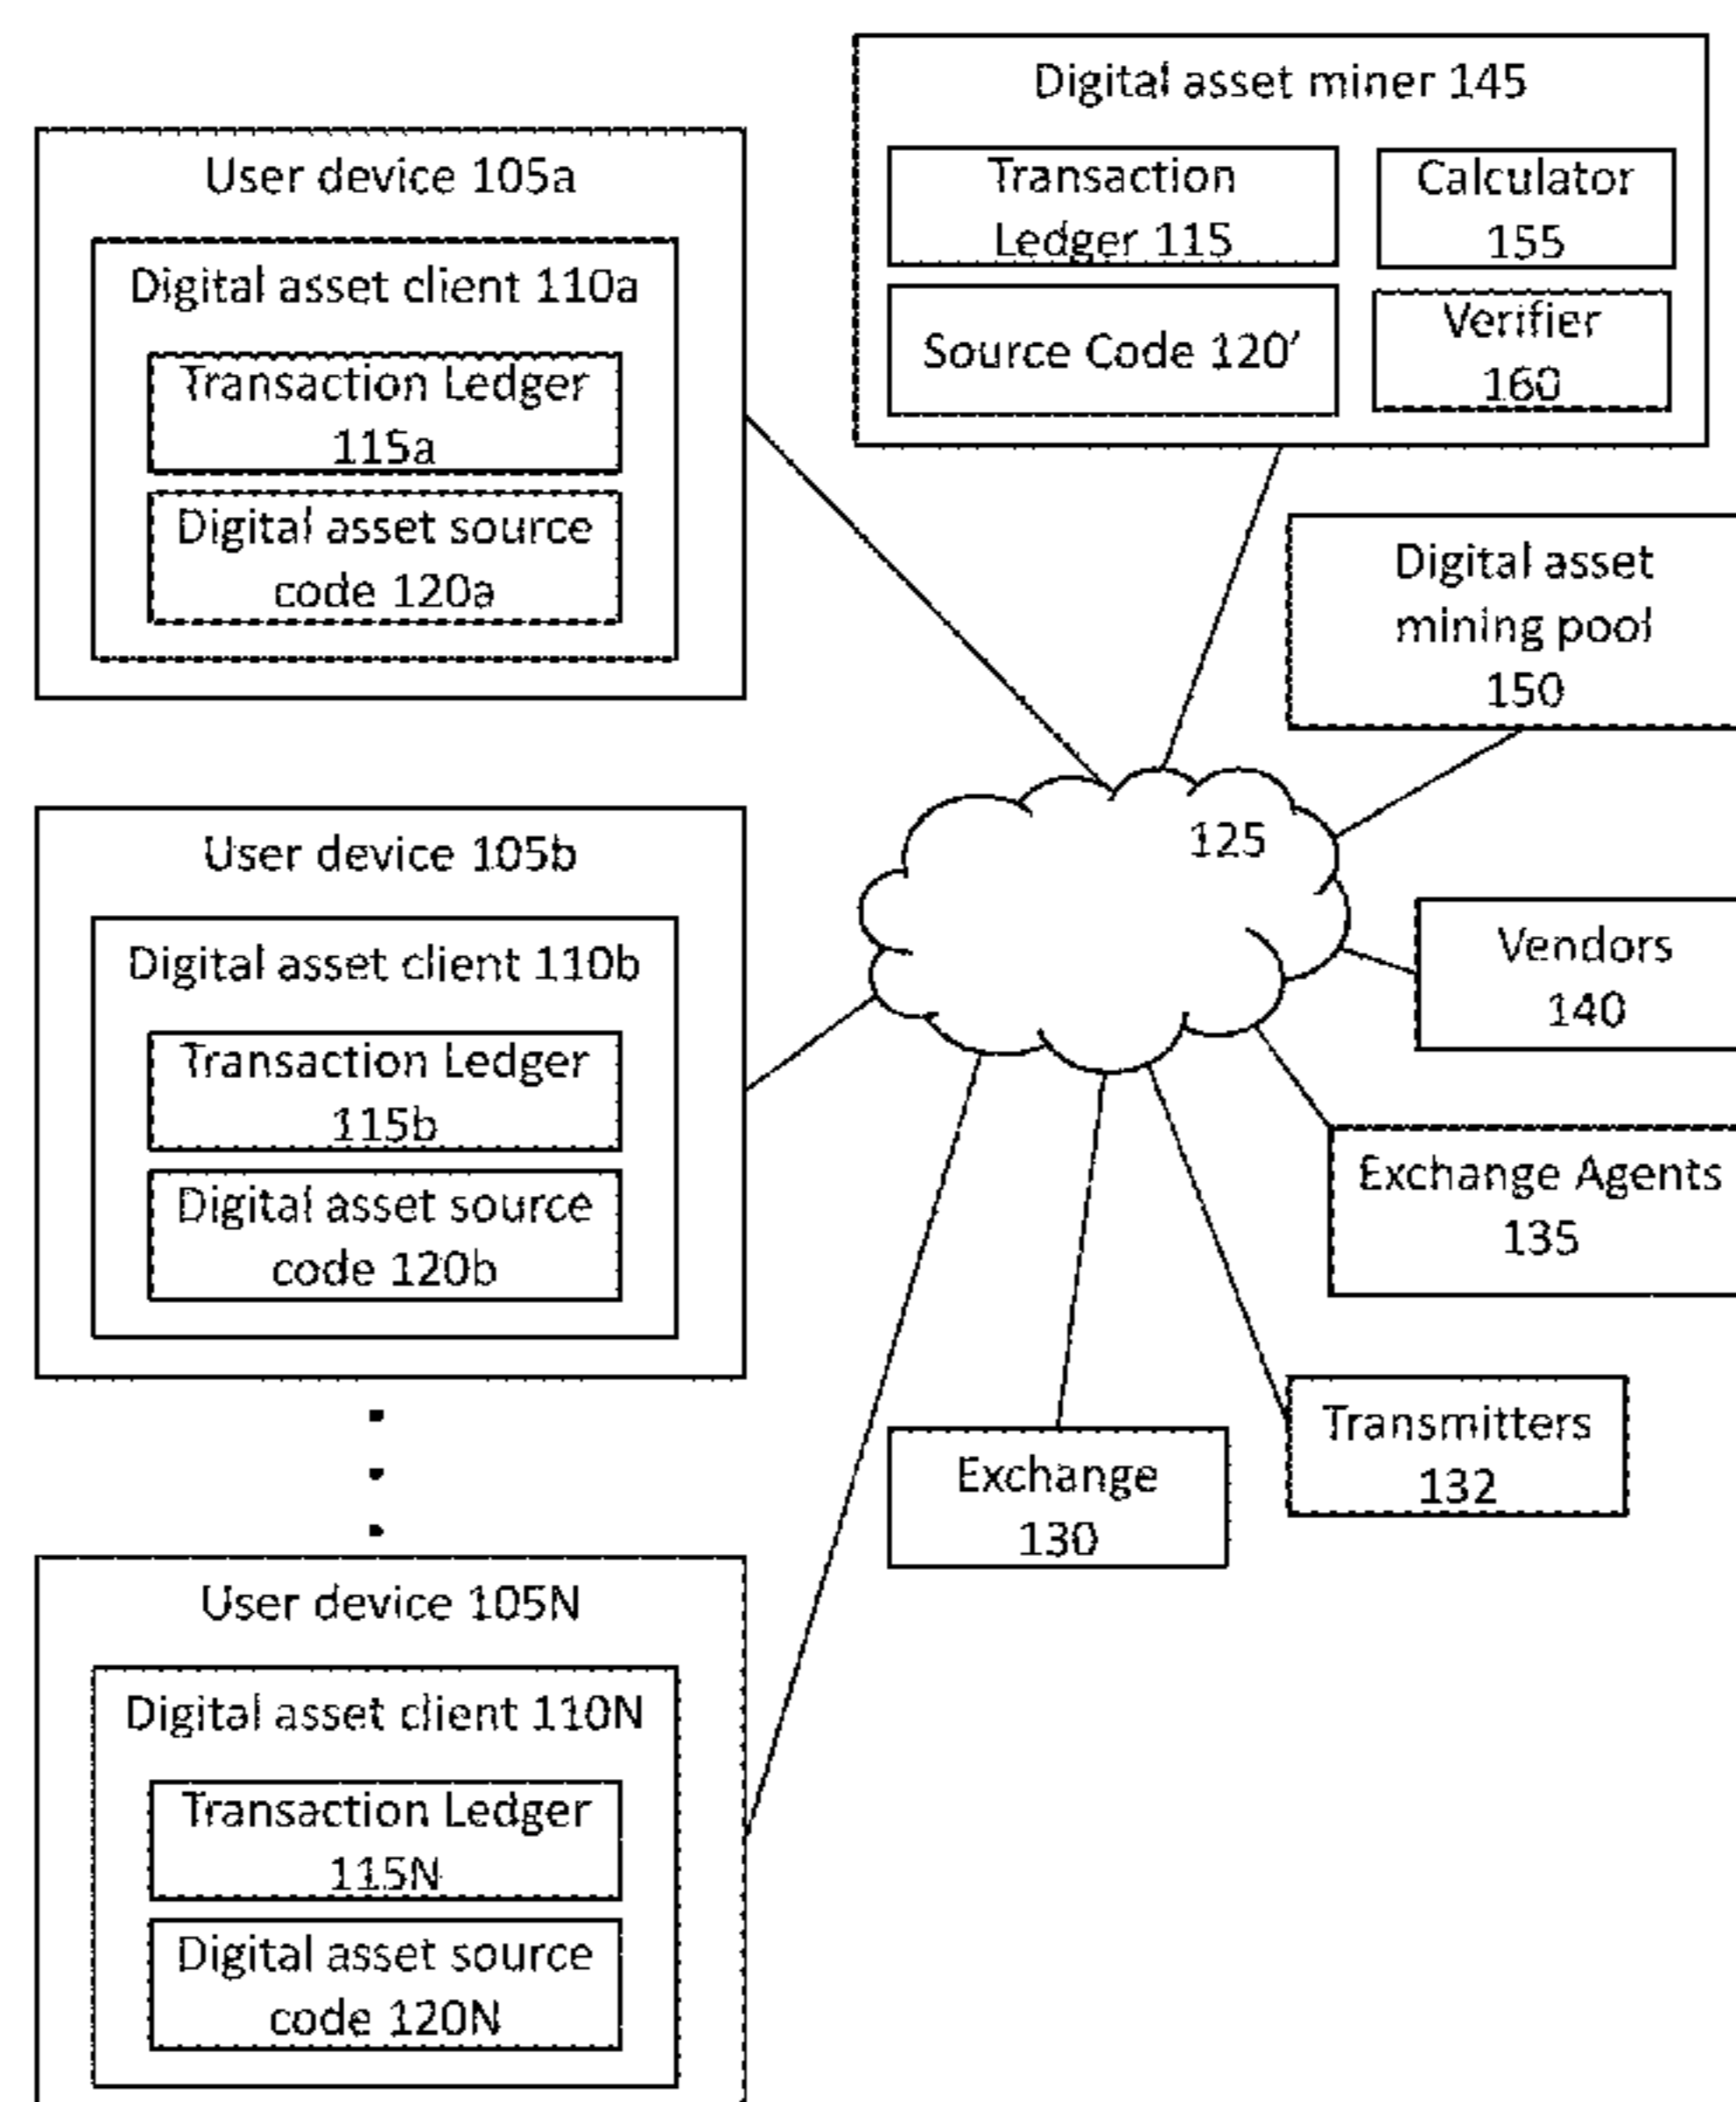 User device 105a
Digital asset client 110a
Transaction Ledger
115a
Digital asset source
code 120a
Digital asset miner 145
Transaction
Ledger 115
Calculator
155
Source Code 120′
Verifier
160
Digital asset
mining pool
150
125
User device 105b
Digital asset client 110b
Transaction Ledger
115b
Digital asset source
code 120b
Vendors
140
Exchange Agents
135
Transmitters
132
Exchange
130
User device 105N
Digital asset client 110N
Transaction Ledger
115N
Digital asset source
code 120N